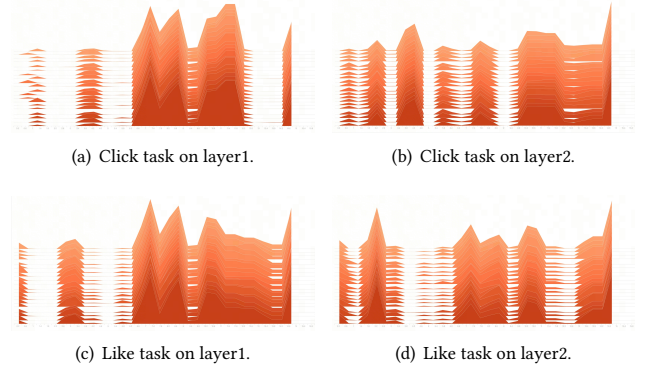 (a) Click task on layer1.
(b) Click task on layer2.
(c) Like task on layer1.
(d) Like task on layer2.